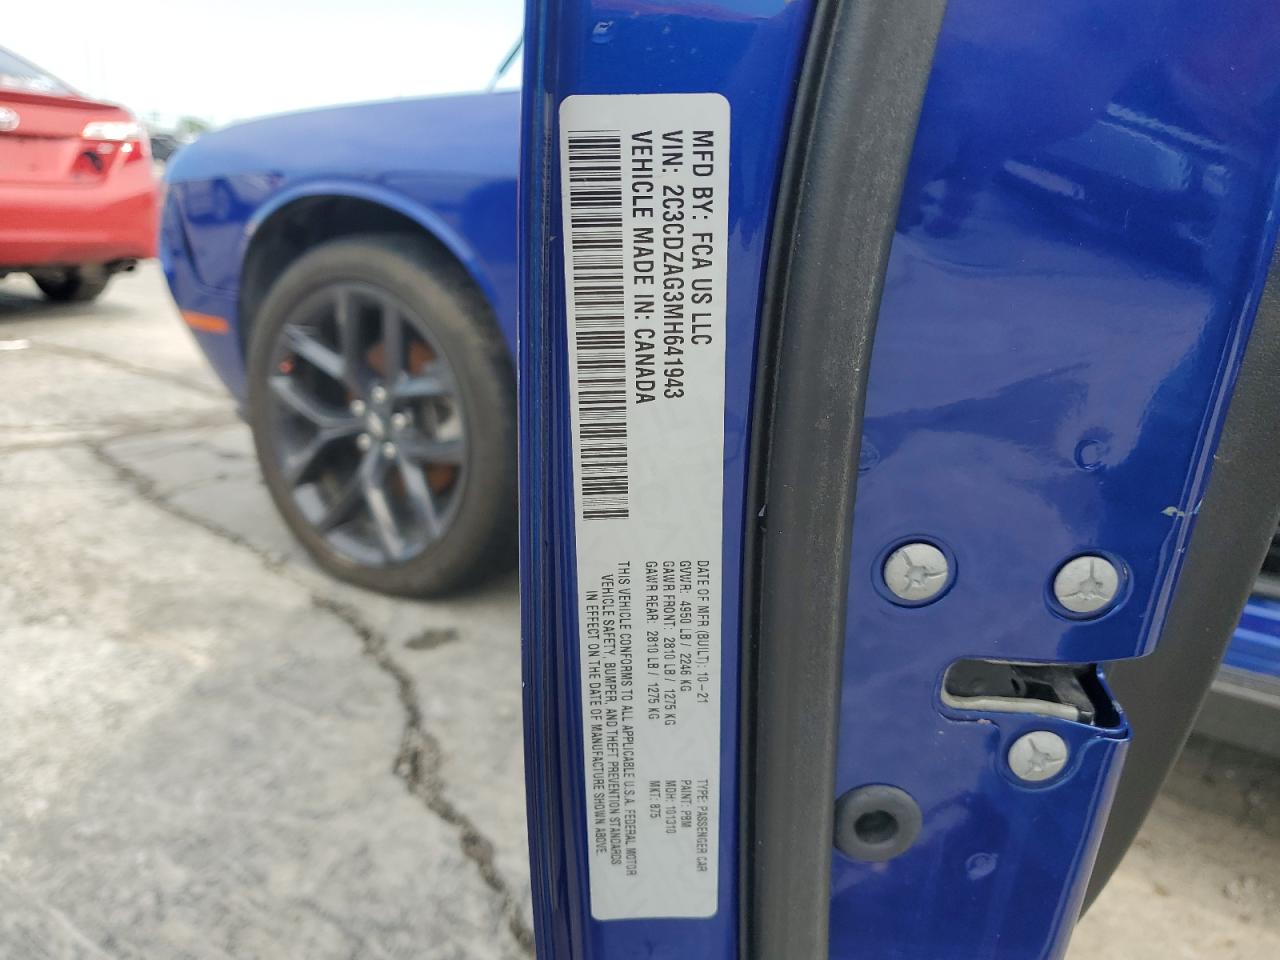 MFD BY: FCA US LLC
VIN: 2C3CDZAG3MH641943
VEHICLE MADE IN: CANADA
DATE OF MFR (BUILT): 10-21 TYPE: PASSENGER CAR
GVWR: 4950 LB / 2246 KG PAINT: PBM
GAWR FRONT: 2810 LB / 1275 KG MDH: 101310
GAWR REAR: 2810 LB / 1275 KG MKT: 875
THIS VEHICLE CONFORMS TO ALL APPLICABLE U.S.A. FEDERAL MOTOR
VEHICLE SAFETY, BUMPER, AND THEFT PREVENTION STANDARDS
IN EFFECT ON THE DATE OF MANUFACTURE SHOWN ABOVE.